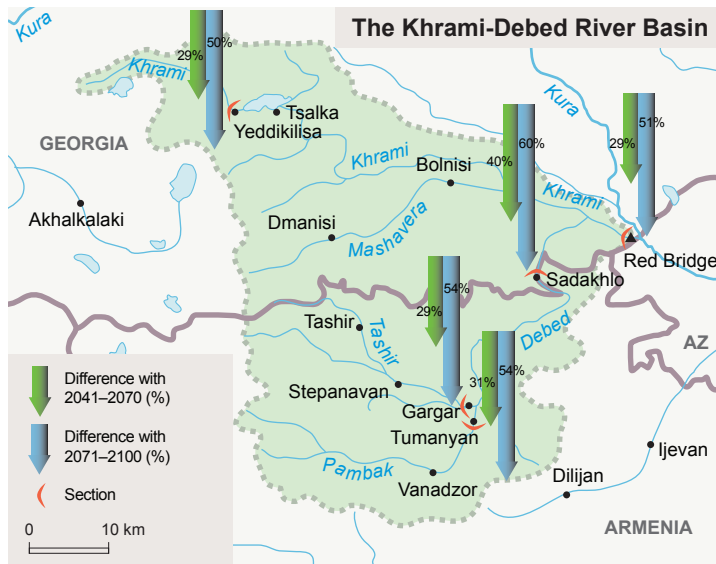 The Khrami-Debed River Basin
Kura
50%
29%
Khrami
Tsalka
Yeddikilisa
GEORGIA
Kura
51%
60%
29%
40%
Khrami
Bolnisi
Khrami
Akhalkalaki
Dmanisi
Mashavera
Red Bridge
Sadakhlo
54%
29%
Debed
Tashir
Tashir
AZ
54%
31%
Stepanavan
Gargar
Tumanyan
Pambak
Vanadzor
Dilijan
Ijevan
ARMENIA
Difference with
2041–2070 (%)
Difference with
2071–2100 (%)
Section
0 10 km